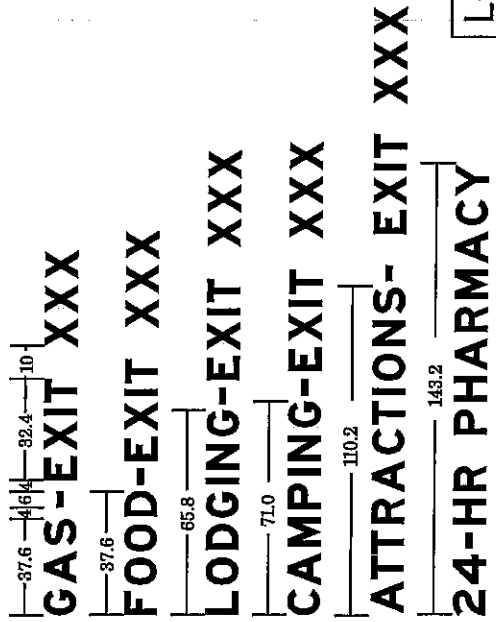 37.6 4 6 4 32.4 10
GAS-EXIT XXX
37.6
FOOD-EXIT XXX
65.8
LODGING-EXIT XXX
71.0
CAMPING-EXIT XXX
110.2
ATTRACTIONS- EXIT XXX
143.2
24-HR PHARMACY